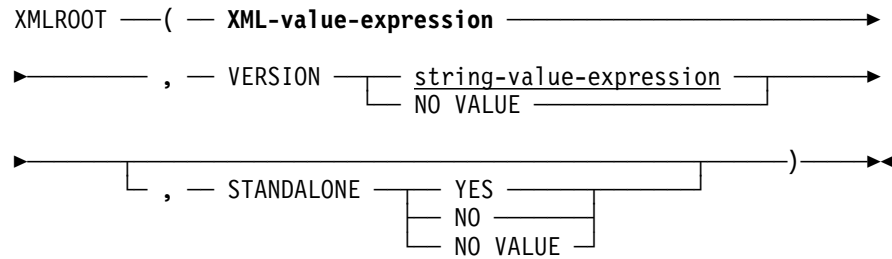 XMLROOT ( XML-value-expression
, VERSION string-value-expression
NO VALUE
)
, STANDALONE YES
NO
NO VALUE